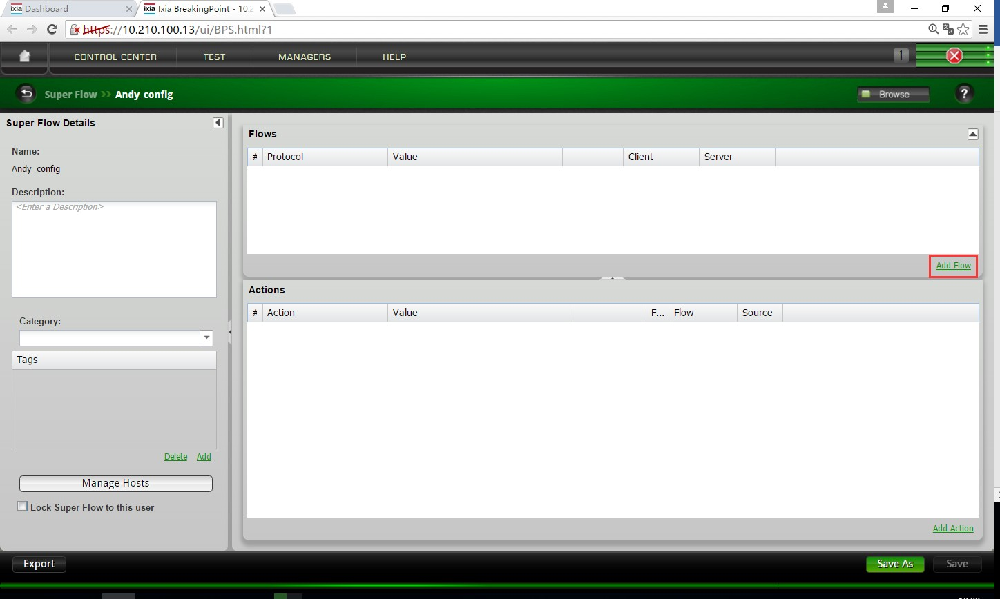 ixia Dashboard
ixia Ixia BreakingPoint - 10.2
https://10.210.100.13/ui/BPS.html?1
CONTROL CENTER TEST MANAGERS HELP 1
Super Flow >> Andy_config Browse ?
Super Flow Details
Name:
Andy_config
Description:
<Enter a Description>
Category:
Tags
Delete Add
Manage Hosts
Lock Super Flow to this user
Flows
# Protocol Value Client Server
Add Flow
Actions
# Action Value F... Flow Source
Add Action
Export Save As Save